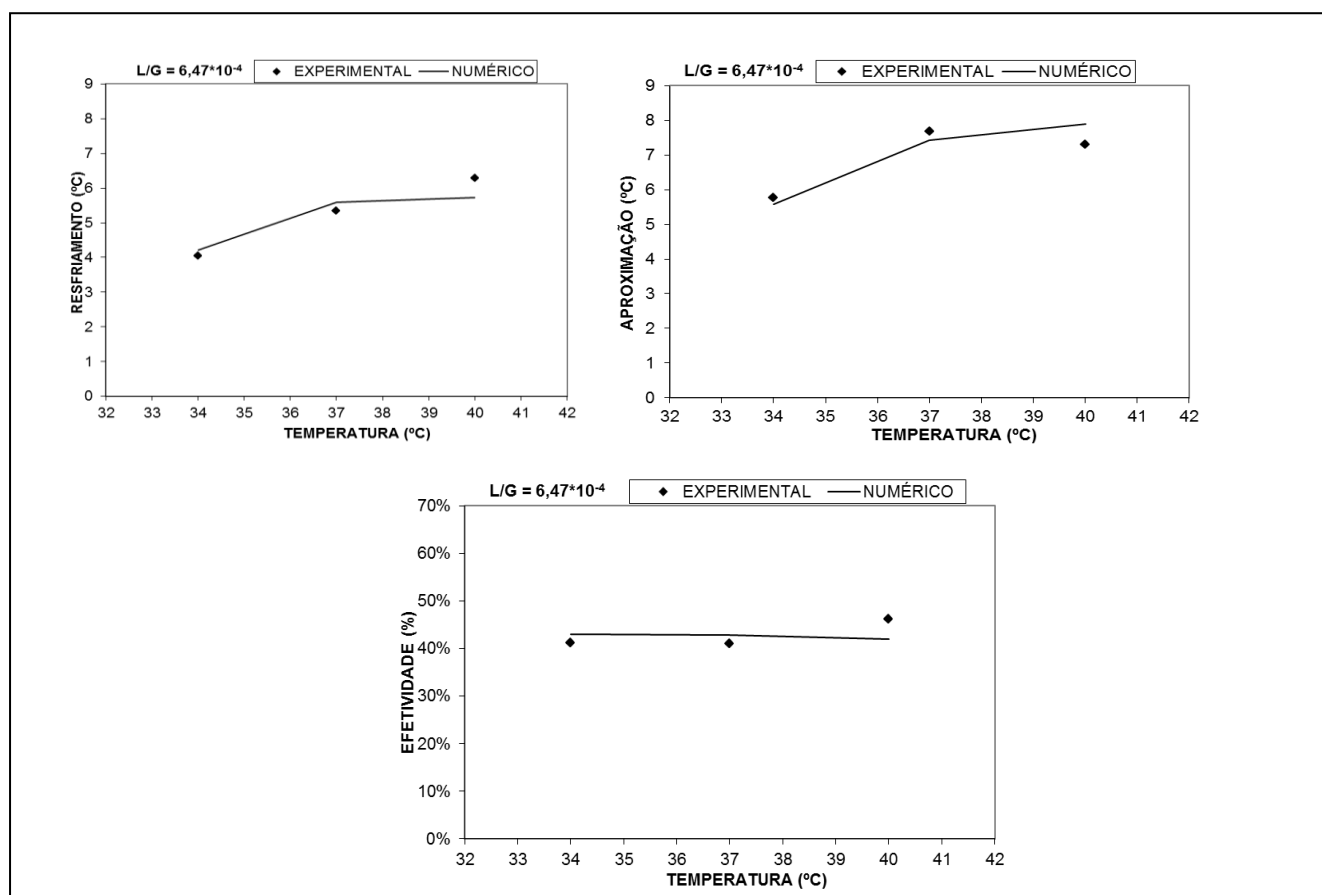 L/G = 6,47*10⁻⁴ EXPERIMENTAL NUMÉRICO
RESFRIAMENTO (ºC)
9
8
7
6
5
4
3
2
1
0
32 33 34 35 36 37 38 39 40 41 42
TEMPERATURA (ºC)
L/G = 6,47*10⁻⁴ EXPERIMENTAL NUMÉRICO
APROXIMAÇÃO (ºC)
9
8
7
6
5
4
3
2
1
0
32 33 34 35 36 37 38 39 40 41 42
TEMPERATURA (ºC)
L/G = 6,47*10⁻⁴ EXPERIMENTAL NUMÉRICO
EFETIVIDADE (%)
70%
60%
50%
40%
30%
20%
10%
0%
32 33 34 35 36 37 38 39 40 41 42
TEMPERATURA (ºC)